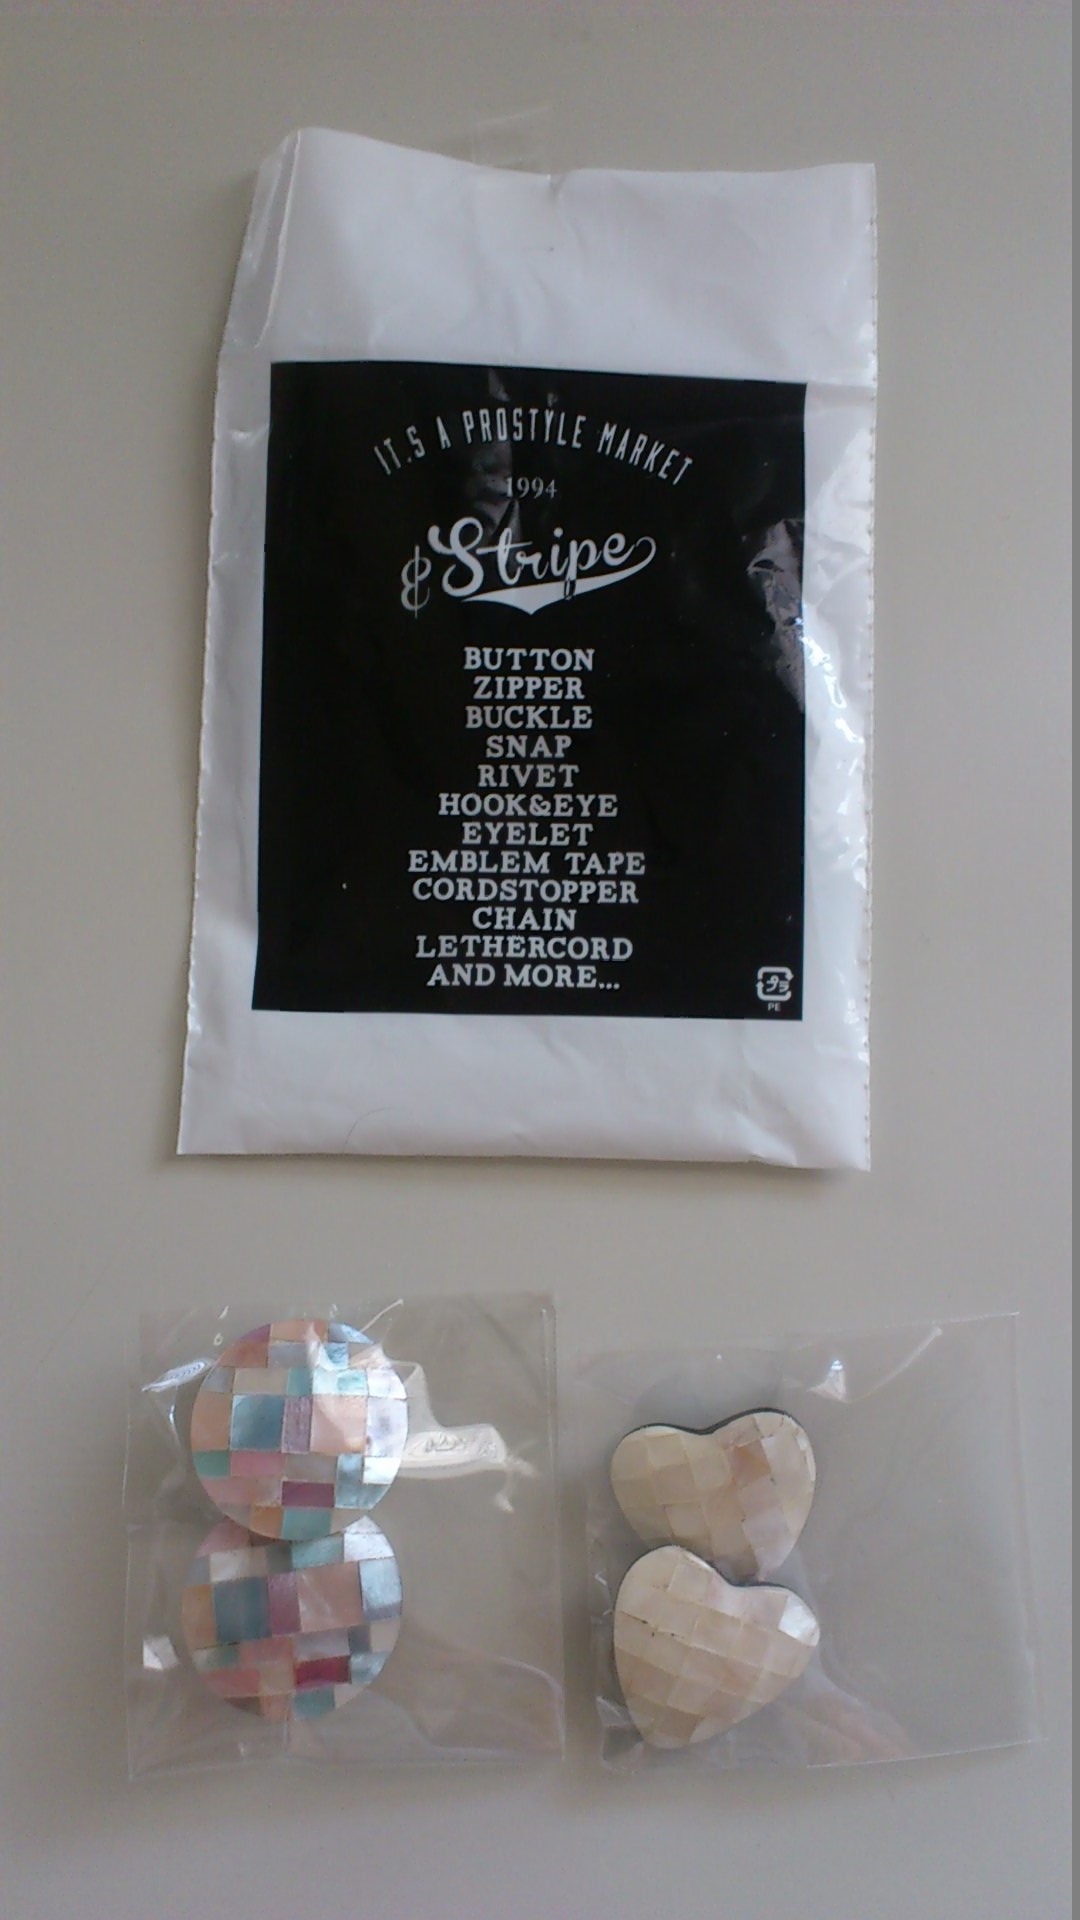 IT.S A PROSTYLE MARKET
1994
&Stripe
BUTTON
ZIPPER
BUCKLE
SNAP
RIVET
HOOK&EYE
EYELET
EMBLEM TAPE
CORDSTOPPER
CHAIN
LETHERCORD
AND MORE...
プラ
PE